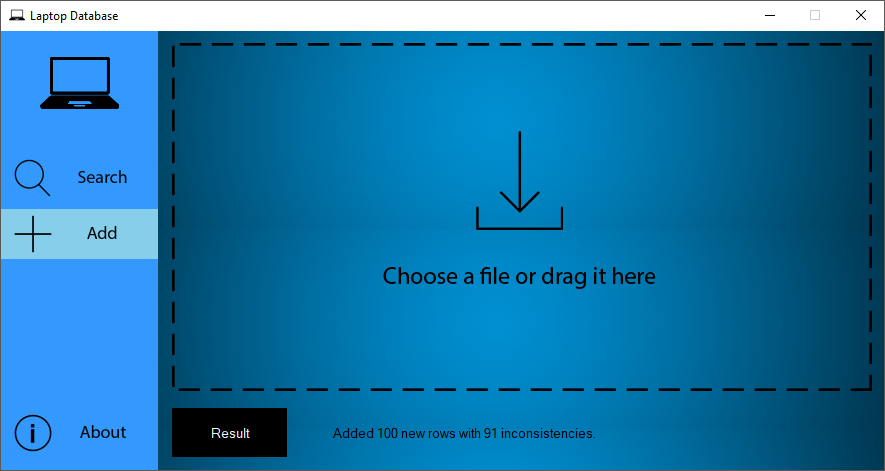 Laptop Database
Search
Add
Choose a file or drag it here
About
Result
Added 100 new rows with 91 inconsistencies.